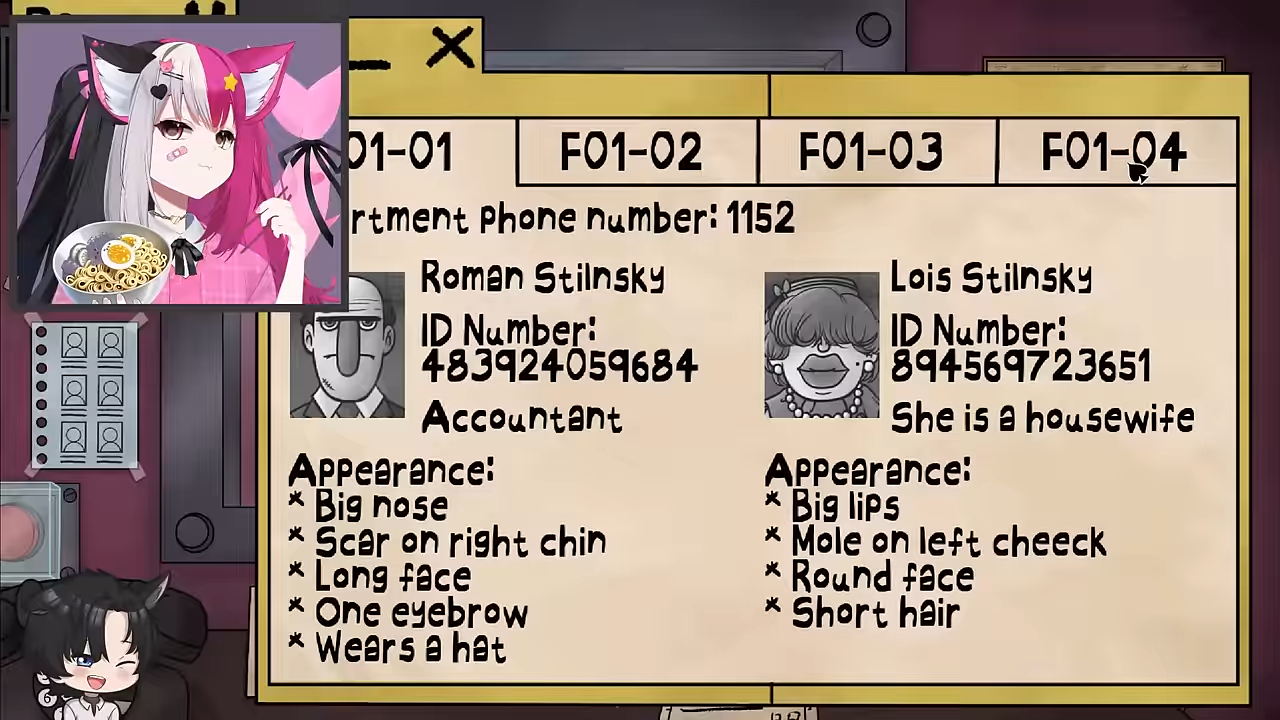 01-01
F01-02
F01-03
F01-04
rtment phone number: 1152
Roman Stilnsky
ID Number:
483924059684
Accountant
Lois Stilnsky
ID Number:
894569723651
She is a housewife
Appearance:
* Big nose
* Scar on right chin
* Long face
* One eyebrow
* Wears a hat
Appearance:
* Big lips
* Mole on left cheeck
* Round face
* Short hair